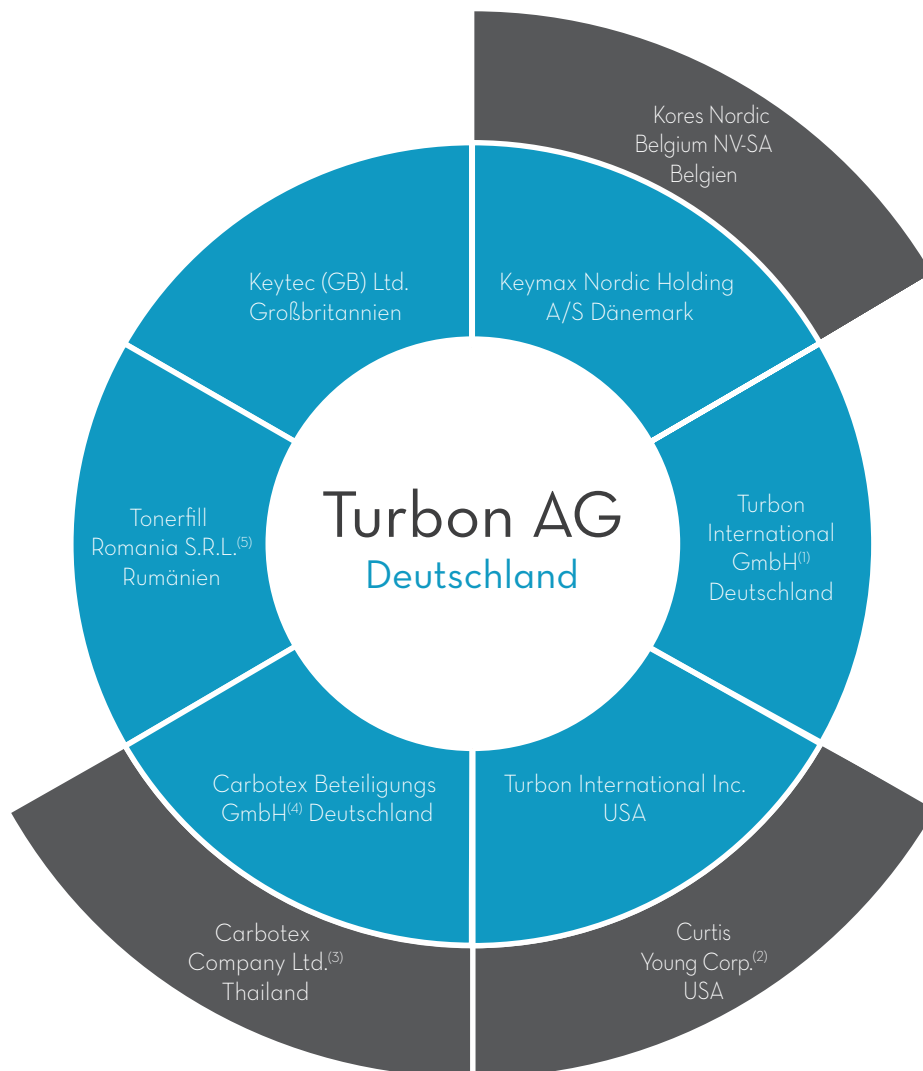 Kores Nordic
Belgium NV-SA
Belgien
Keytec (GB) Ltd.
Großbritannien
Keymax Nordic Holding
A/S Dänemark
Turbon AG
Deutschland
Tonerfill
Romania S.R.L.(5)
Rumänien
Turbon
International
GmbH(1)
Deutschland
Carbotex Beteiligungs
GmbH(4) Deutschland
Turbon International Inc.
USA
Carbotex
Company Ltd.(3)
Thailand
Curtis
Young Corp.(2)
USA